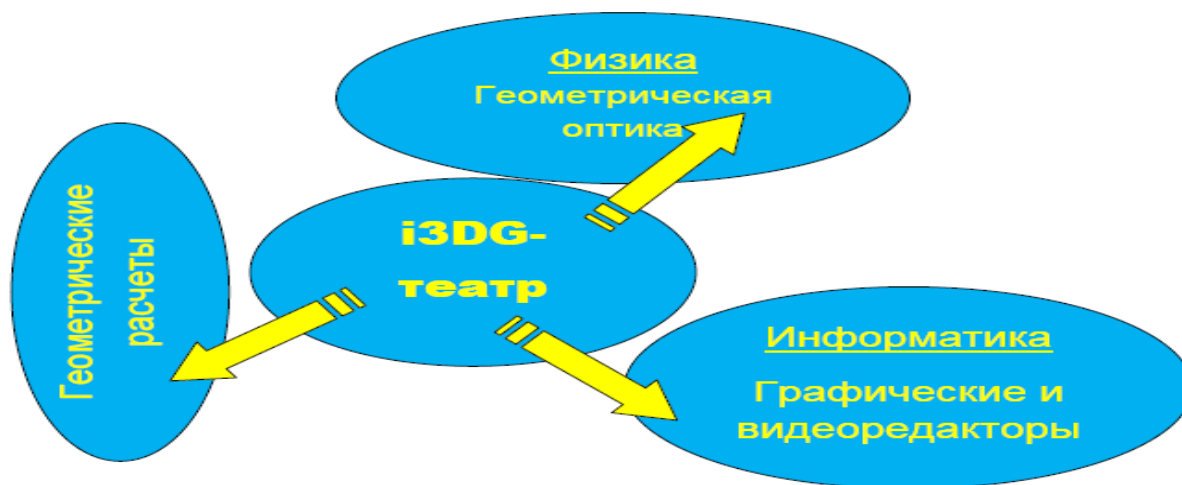 Физика
Геометрическая
оптика
i3DG-
театр
Геометрические
расчеты
Информатика
Графические и
видеоредакторы